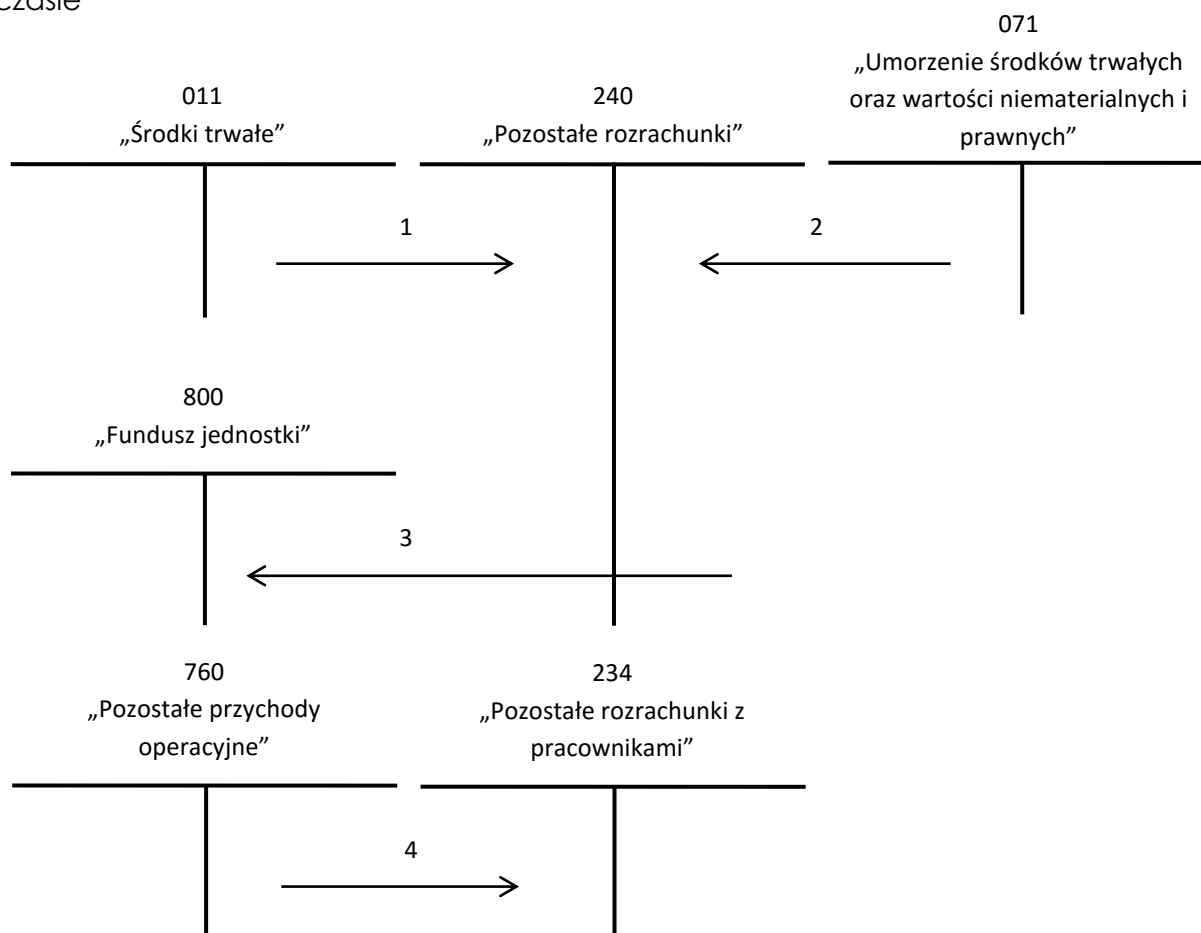 czasie
011
„Środki trwałe”
240
„Pozostałe rozrachunki”
071
„Umorzenie środków trwałych
oraz wartości niematerialnych i
prawnych”
1
2
800
„Fundusz jednostki”
3
760
„Pozostałe przychody
operacyjne”
234
„Pozostałe rozrachunki z
pracownikami”
4